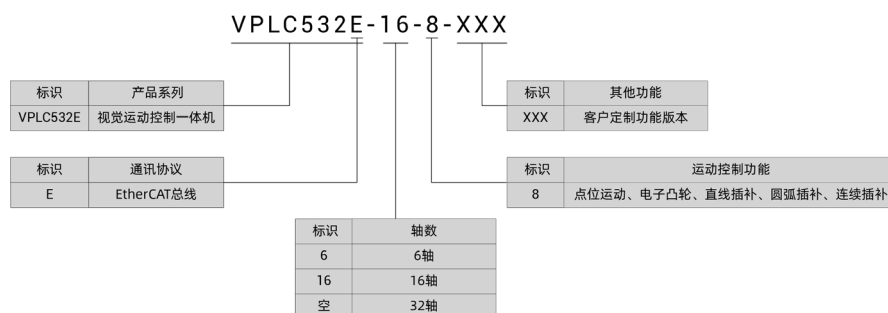 VPLC532E-16-8-XXX
标识 产品系列
VPLC532E 视觉运动控制一体机
标识 其他功能
XXX 客户定制功能版本
标识 通讯协议
E EtherCAT总线
标识 运动控制功能
8 点位运动、电子凸轮、直线插补、圆弧插补、连续插补
标识 轴数
6 6轴
16 16轴
空 32轴